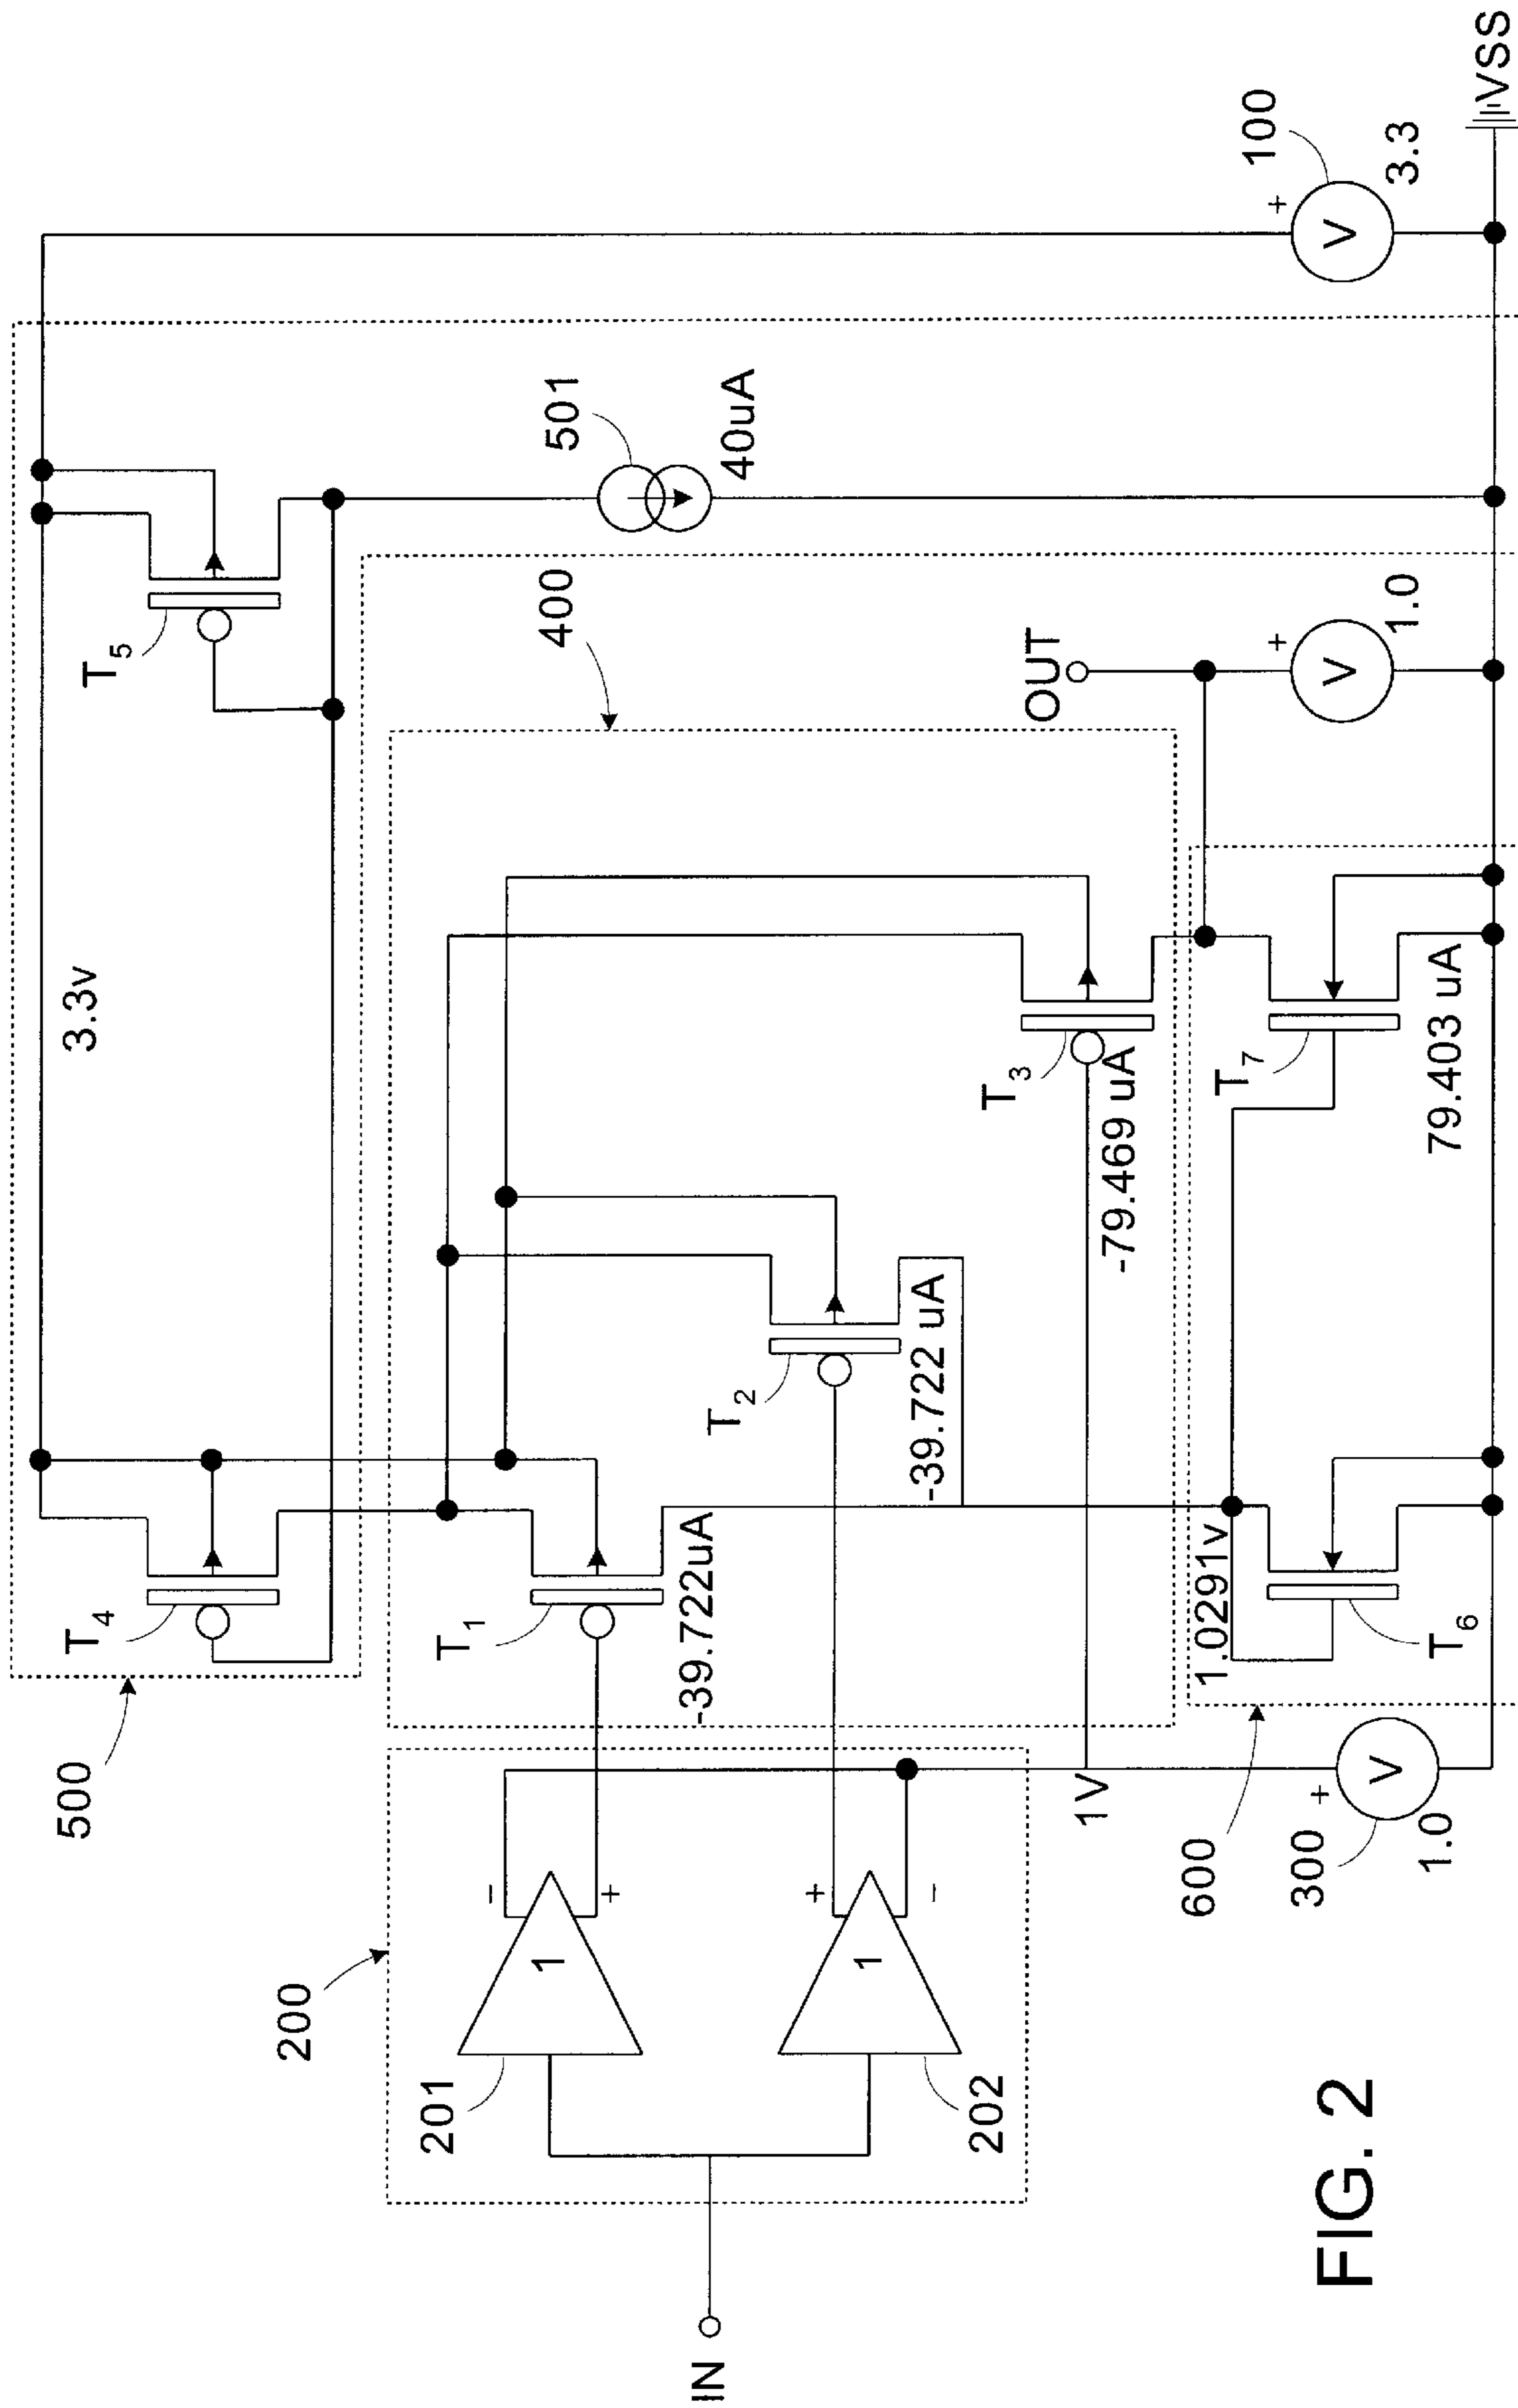 500
T4
3.3v
T5
501
40uA
100
+
V
3.3
VSS
400
T1
-39.722uA
T2
-39.722 uA
T3
-79.469 uA
OUT
+
V
1.0
200
201
1
−
+
202
1
+
−
IN
1V
600
1.0291v
T6
T7
79.403 uA
300
+
V
1.0
FIG. 2